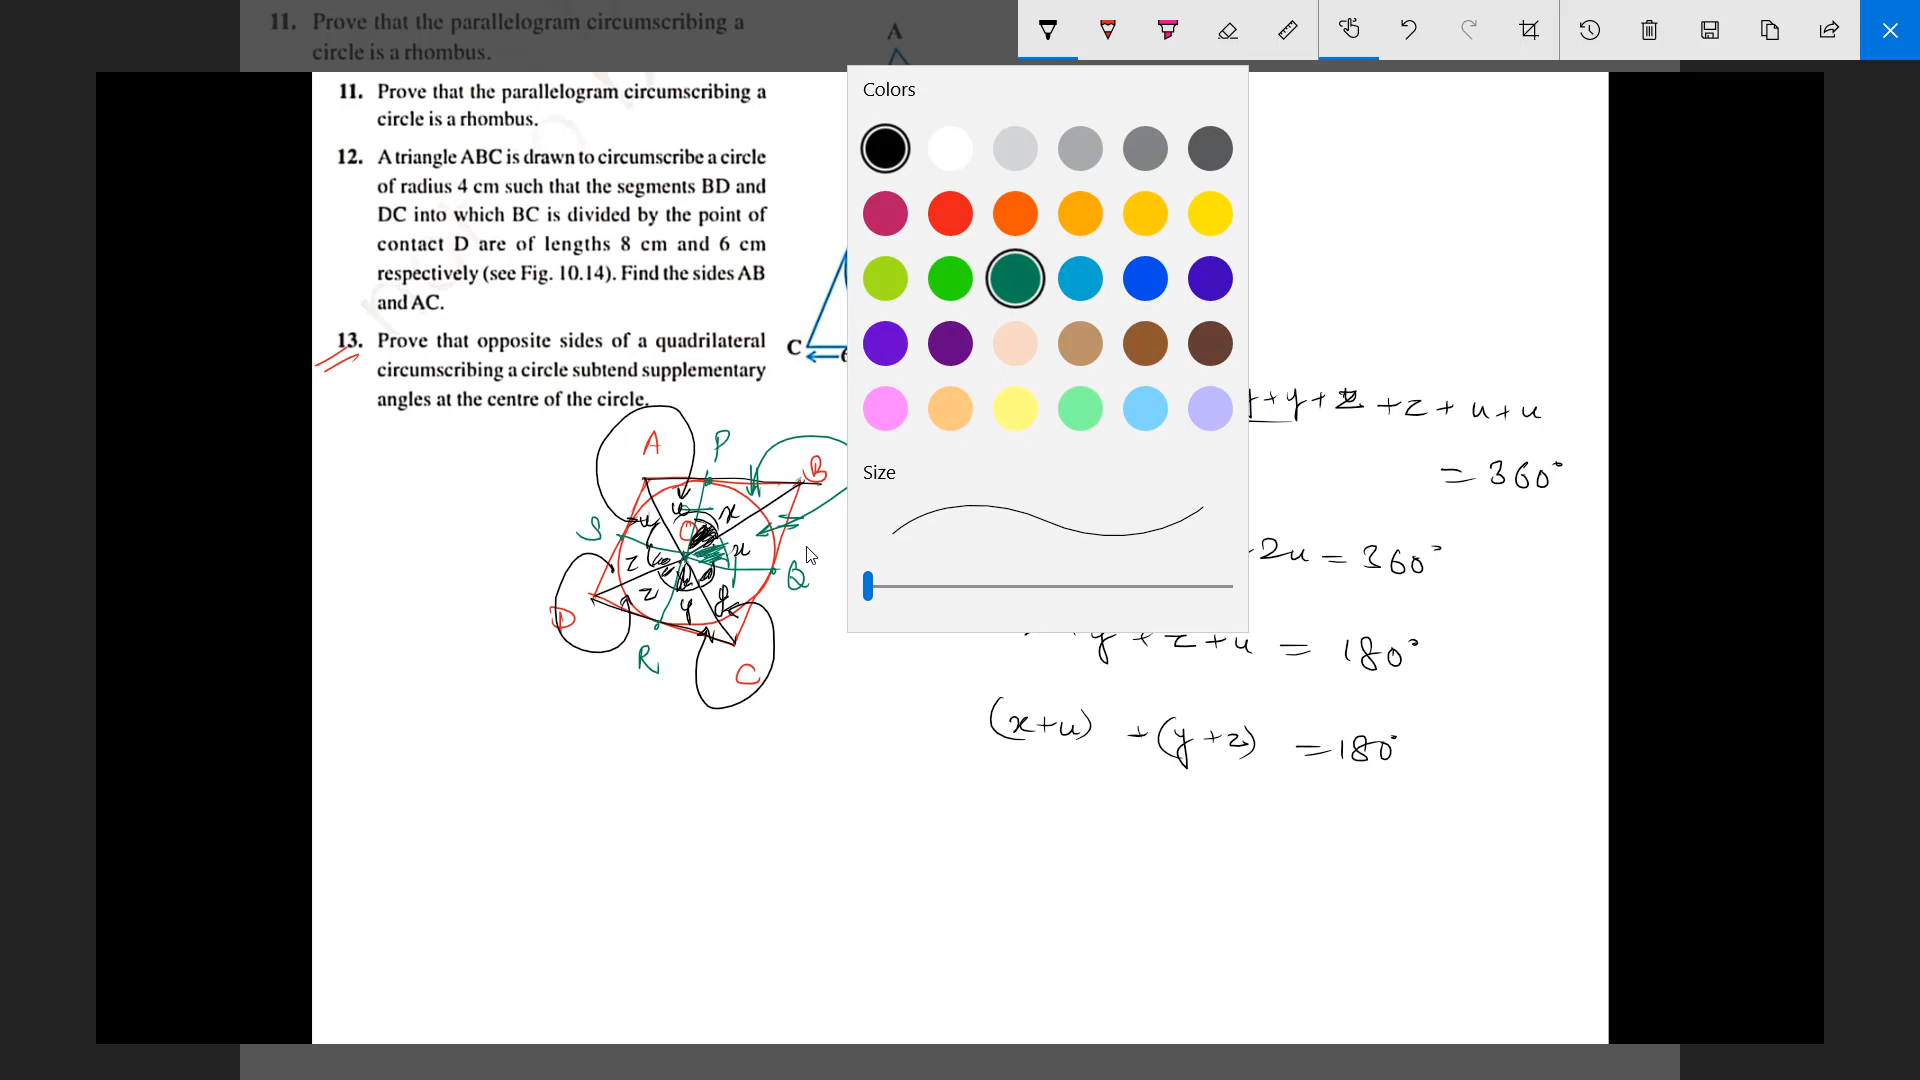 11. Prove that the parallelogram circumscribing a
circle is a rhombus.
A
11. Prove that the parallelogram circumscribing a
circle is a rhombus.
12. A triangle ABC is drawn to circumscribe a circle
of radius 4 cm such that the segments BD and
DC into which BC is divided by the point of
contact D are of lengths 8 cm and 6 cm
respectively (see Fig. 10.14). Find the sides AB
and AC.
13. Prove that opposite sides of a quadrilateral
circumscribing a circle subtend supplementary
angles at the centre of the circle.
C
Colors
Size
A P B
u x
S u O x
z Q
D z y y
R C
+y+z+z+u+u
=360°
2u=360°
y+z+u=180°
(x+u)+(y+z)=180°